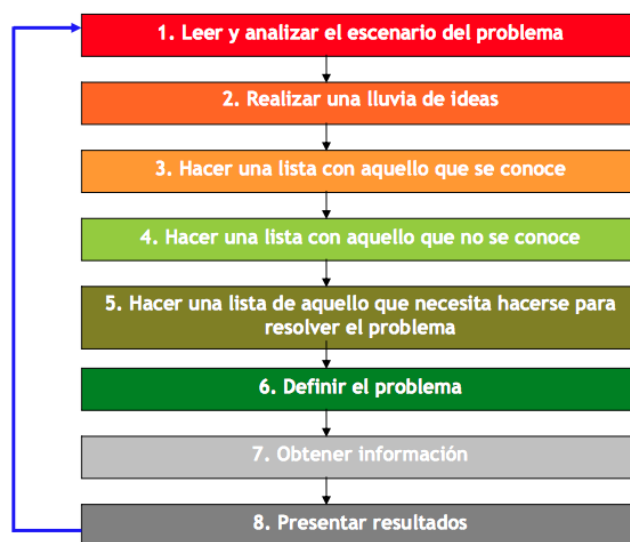 1. Leer y analizar el escenario del problema
2. Realizar una lluvia de ideas
3. Hacer una lista con aquello que se conoce
4. Hacer una lista con aquello que no se conoce
5. Hacer una lista de aquello que necesita hacerse para
resolver el problema
6. Definir el problema
7. Obtener información
8. Presentar resultados